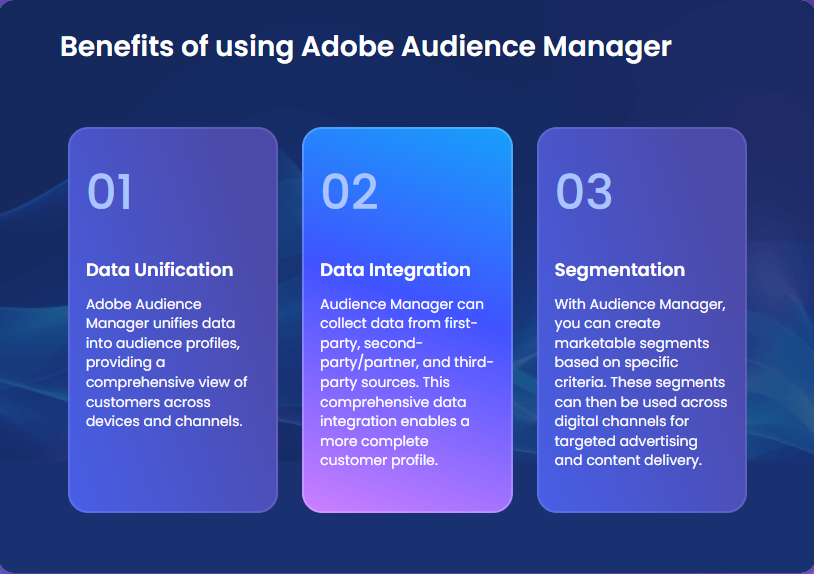 Benefits of using Adobe Audience Manager
01
Data Unification
Adobe Audience
Manager unifies data
into audience profiles,
providing a
comprehensive view of
customers across
devices and channels.
02
Data Integration
Audience Manager can
collect data from first-
party, second-
party/partner, and third-
party sources. This
comprehensive data
integration enables a
more complete
customer profile.
03
Segmentation
With Audience Manager,
you can create
marketable segments
based on specific
criteria. These segments
can then be used across
digital channels for
targeted advertising
and content delivery.